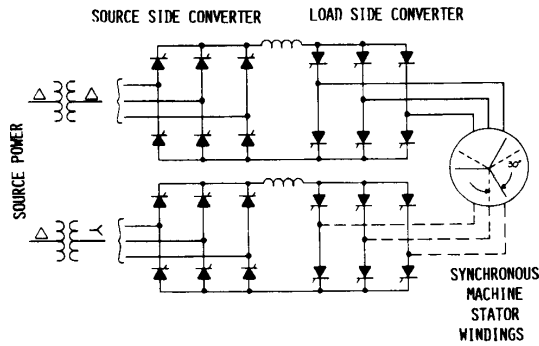 SOURCE SIDE CONVERTER
LOAD SIDE CONVERTER
SOURCE POWER
30°
SYNCHRONOUS
MACHINE
STATOR
WINDINGS